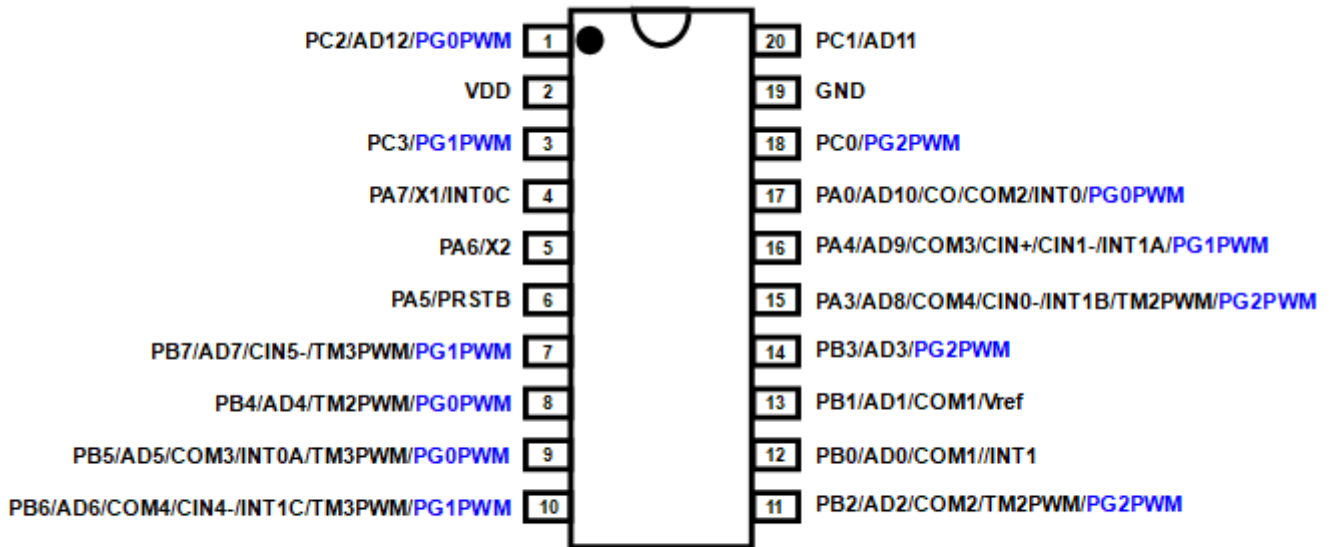 PC2/AD12/PG0PWM 1 20 PC1/AD11
VDD 2 19 GND
PC3/PG1PWM 3 18 PC0/PG2PWM
PA7/X1/INT0C 4 17 PA0/AD10/CO/COM2/INT0/PG0PWM
PA6/X2 5 16 PA4/AD9/COM3/CIN+/CIN1-/INT1A/PG1PWM
PA5/PRSTB 6 15 PA3/AD8/COM4/CIN0-/INT1B/TM2PWM/PG2PWM
PB7/AD7/CIN5-/TM3PWM/PG1PWM 7 14 PB3/AD3/PG2PWM
PB4/AD4/TM2PWM/PG0PWM 8 13 PB1/AD1/COM1/Vref
PB5/AD5/COM3/INT0A/TM3PWM/PG0PWM 9 12 PB0/AD0/COM1//INT1
PB6/AD6/COM4/CIN4-/INT1C/TM3PWM/PG1PWM 10 11 PB2/AD2/COM2/TM2PWM/PG2PWM